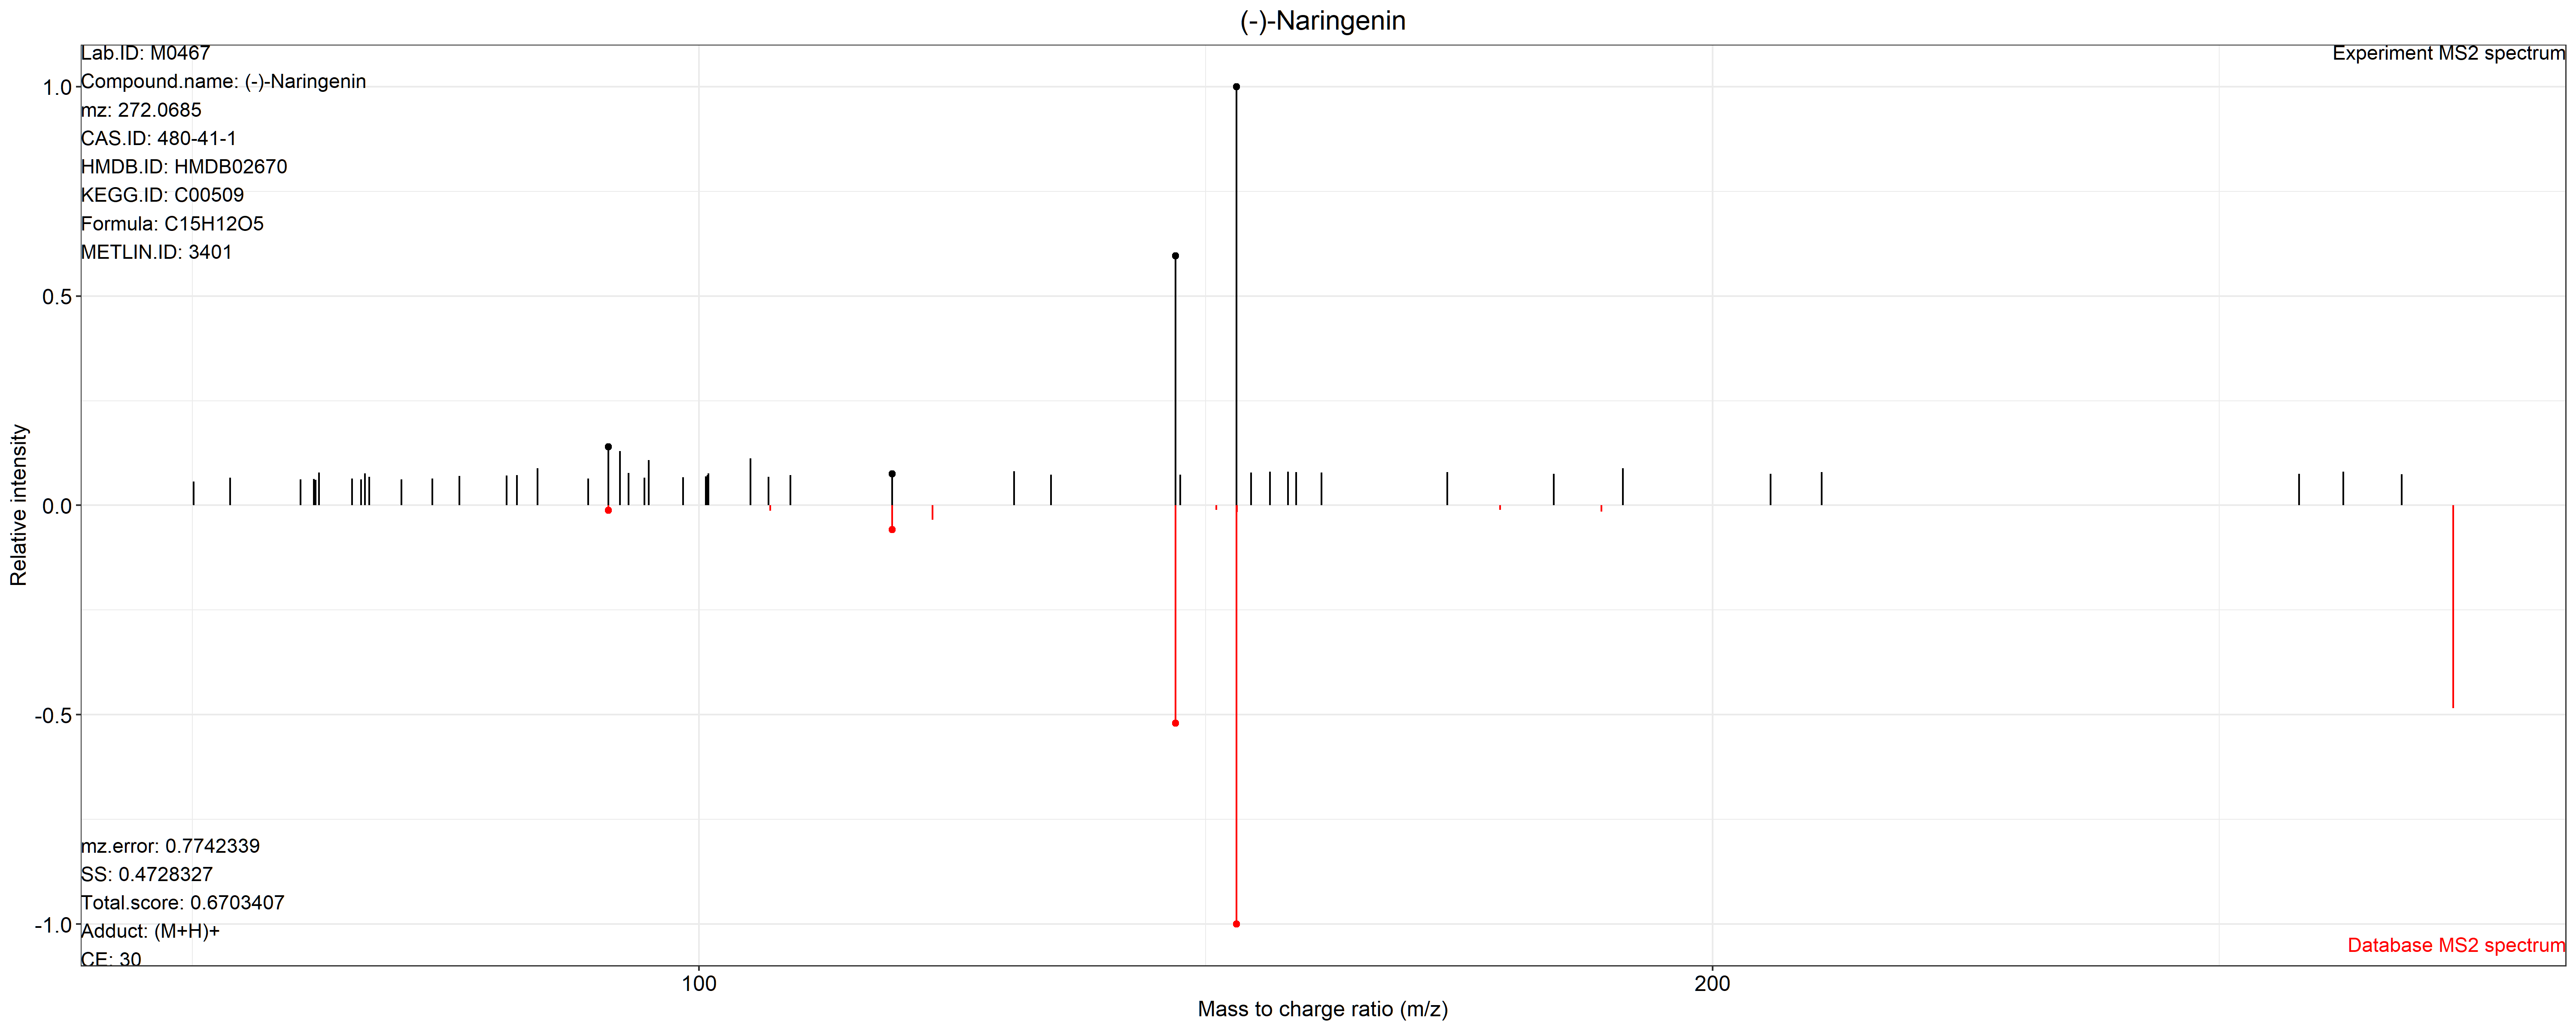 (-)-Naringenin
Lab.ID: M0467
Experiment MS2 spectrum
Compound.name: (-)-Naringenin
mz: 272.0685
CAS.ID: 480-41-1
HMDB.ID: HMDB02670
KEGG.ID: C00509
Formula: C15H12O5
METLIN.ID: 3401
1.0
0.5
0.0
-0.5
-1.0
Relative intensity
mz.error: 0.7742339
SS: 0.4728327
Total.score: 0.6703407
Adduct: (M+H)+
CE: 30
Database MS2 spectrum
100
200
Mass to charge ratio (m/z)